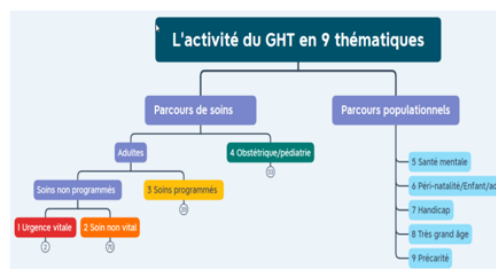 L'activité du GHT en 9 thématiques
Parcours de soins
Parcours populationnels
Adultes
4 Obstétrique/pédiatrie
Soins non programmés
3 Soins programmés
1 Urgence vitale
2 Soin non vital
2
5 Santé mentale
6 Péri-natalité/Enfant/ad
7 Handicap
8 Très grand âge
9 Précarité